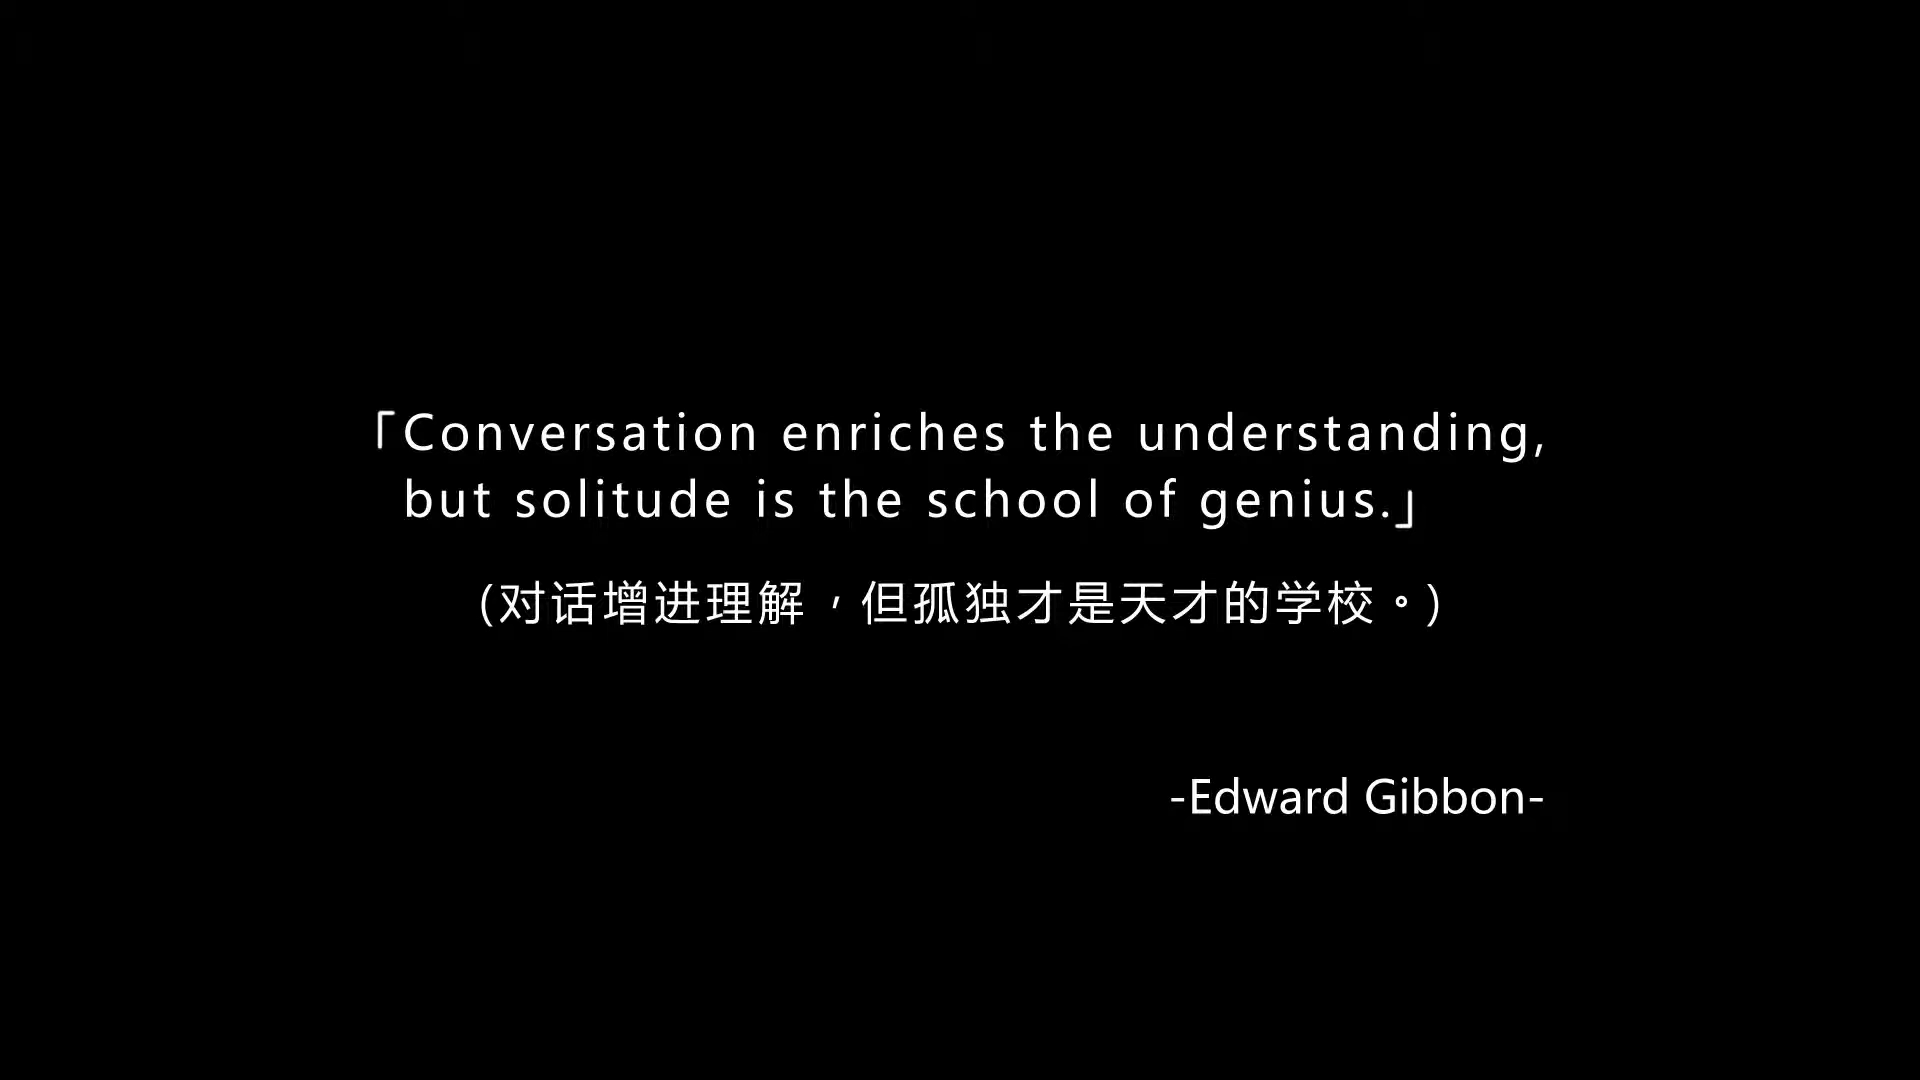 「Conversation enriches the understanding,
but solitude is the school of genius.」
(对话增进理解，但孤独才是天才的学校。)
-Edward Gibbon-